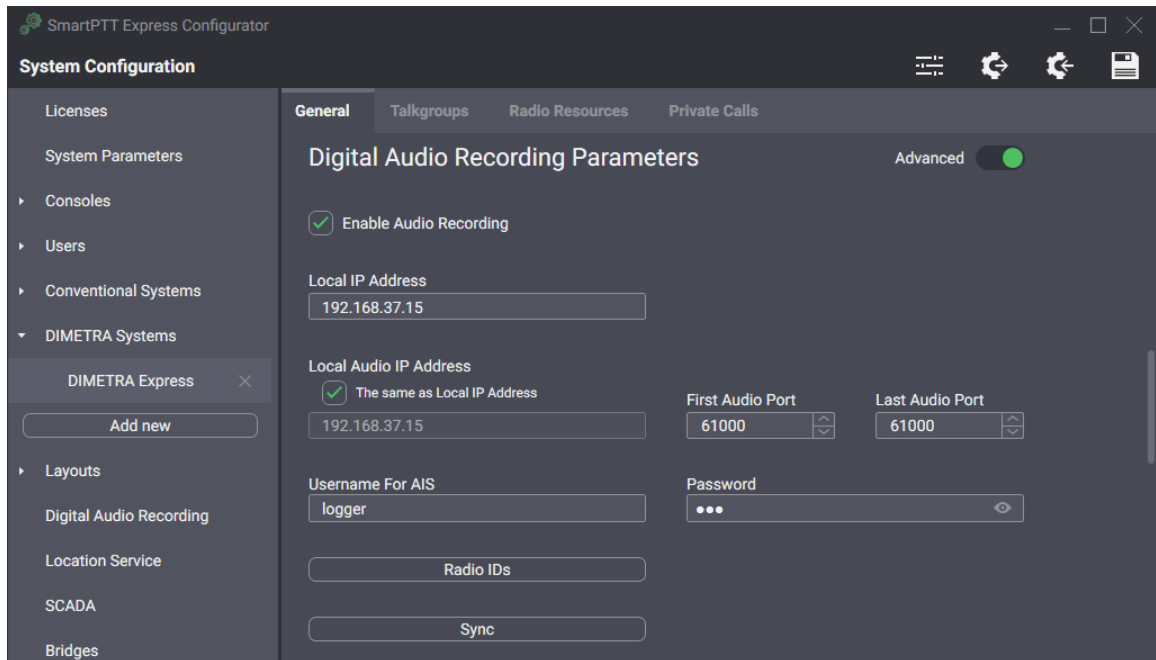 SmartPTT Express Configurator
System Configuration
Licenses
System Parameters
Consoles
Users
Conventional Systems
DIMETRA Systems
DIMETRA Express
Add new
Layouts
Digital Audio Recording
Location Service
SCADA
Bridges
General Talkgroups Radio Resources Private Calls
Digital Audio Recording Parameters
Advanced
Enable Audio Recording
Local IP Address
192.168.37.15
Local Audio IP Address
The same as Local IP Address
192.168.37.15
First Audio Port
61000
Last Audio Port
61000
Username For AIS
logger
Password
Radio IDs
Sync